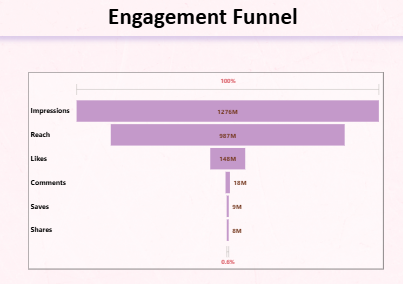 Engagement Funnel
100%
Impressions 1276M
Reach 987M
Likes 148M
Comments 18M
Saves 9M
Shares 8M
0.6%